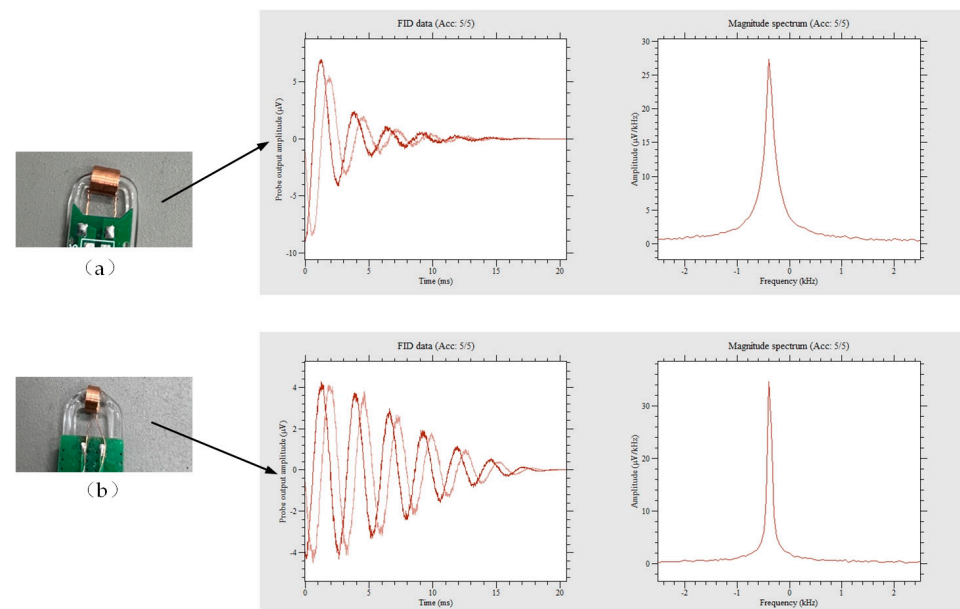 FID data (Acc: 5/5)
Magnitude spectrum (Acc: 5/5)
Probe output amplitude (μV)
5
0
-5
-10
0
5
10
15
20
Time (ms)
Amplitude (μV/kHz)
30
25
20
15
10
5
0
-2
-1
0
1
2
Frequency (kHz)
(a)
FID data (Acc: 5/5)
Magnitude spectrum (Acc: 5/5)
Probe output amplitude (μV)
4
2
0
-2
-4
0
5
10
15
20
Time (ms)
Amplitude (μV/kHz)
30
20
10
0
-2
-1
0
1
2
Frequency (kHz)
(b)